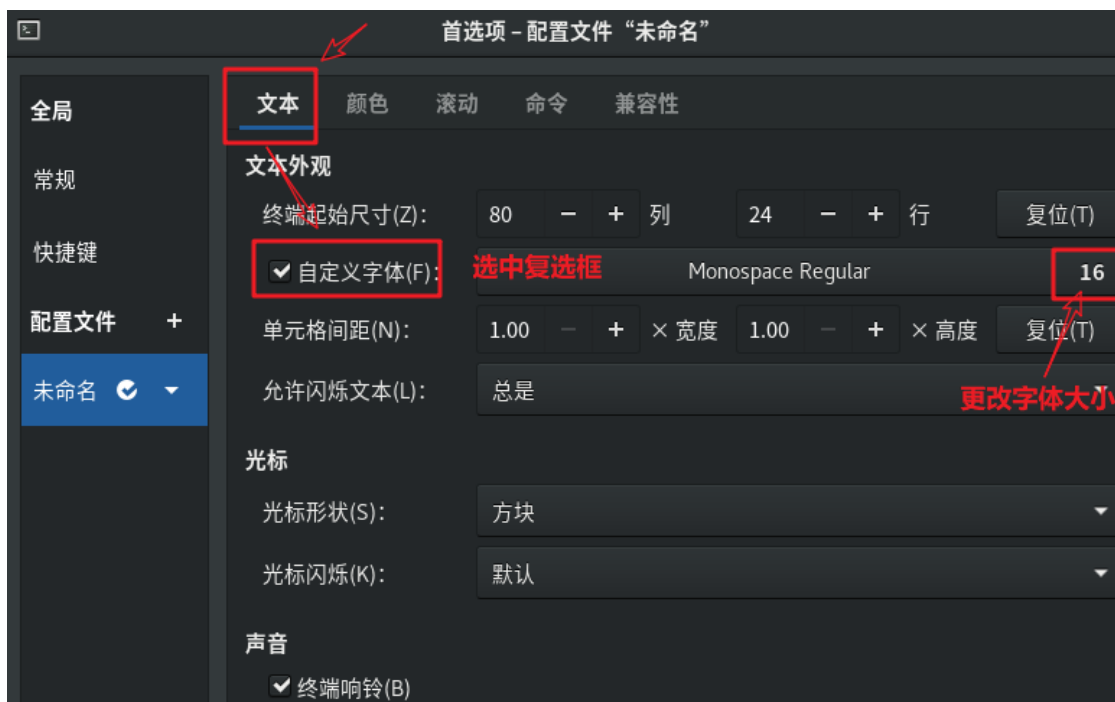 首选项 – 配置文件“未命名”
全局
常规
快捷键
配置文件 +
未命名
文本 颜色 滚动 命令 兼容性
文本外观
终端起始尺寸(Z): 80 − + 列 24 − + 行 复位(T)
自定义字体(F): 选中复选框 Monospace Regular 16
单元格间距(N): 1.00 − + × 宽度 1.00 − + × 高度 复位(T)
允许闪烁文本(L): 总是
更改字体大小
光标
光标形状(S): 方块
光标闪烁(K): 默认
声音
终端响铃(B)